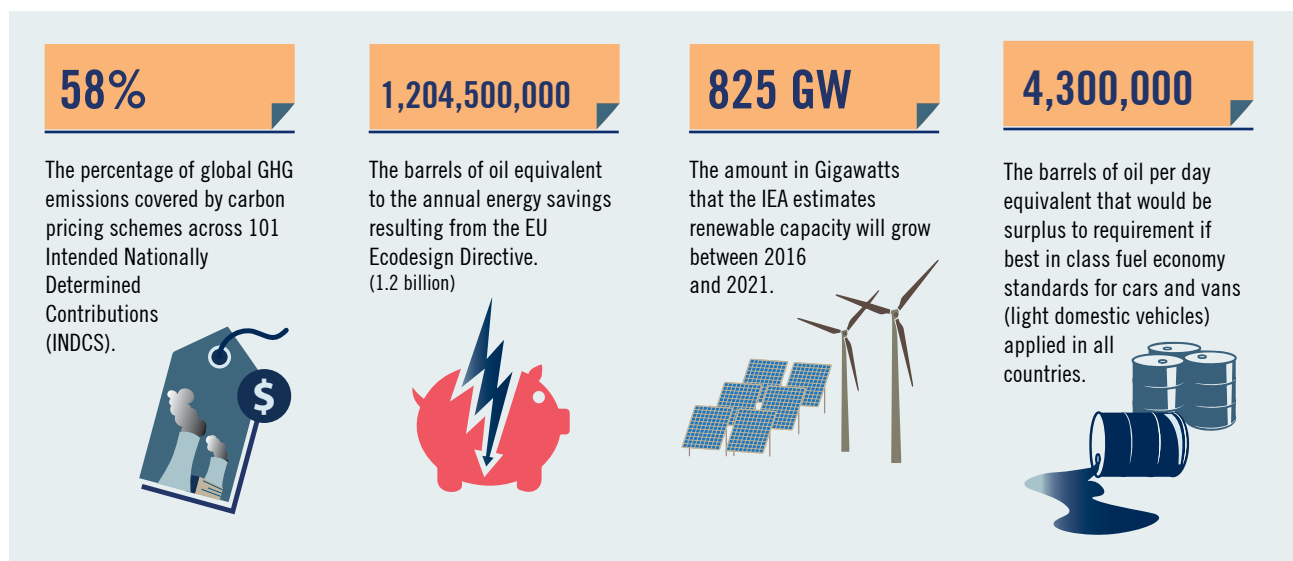 58%
The percentage of global GHG
emissions covered by carbon
pricing schemes across 101
Intended Nationally
Determined
Contributions
(INDCS).
$
1,204,500,000
The barrels of oil equivalent
to the annual energy savings
resulting from the EU
Ecodesign Directive.
(1.2 billion)
825 GW
The amount in Gigawatts
that the IEA estimates
renewable capacity will grow
between 2016
and 2021.
4,300,000
The barrels of oil per day
equivalent that would be
surplus to requirement if
best in class fuel economy
standards for cars and vans
(light domestic vehicles)
applied in all
countries.